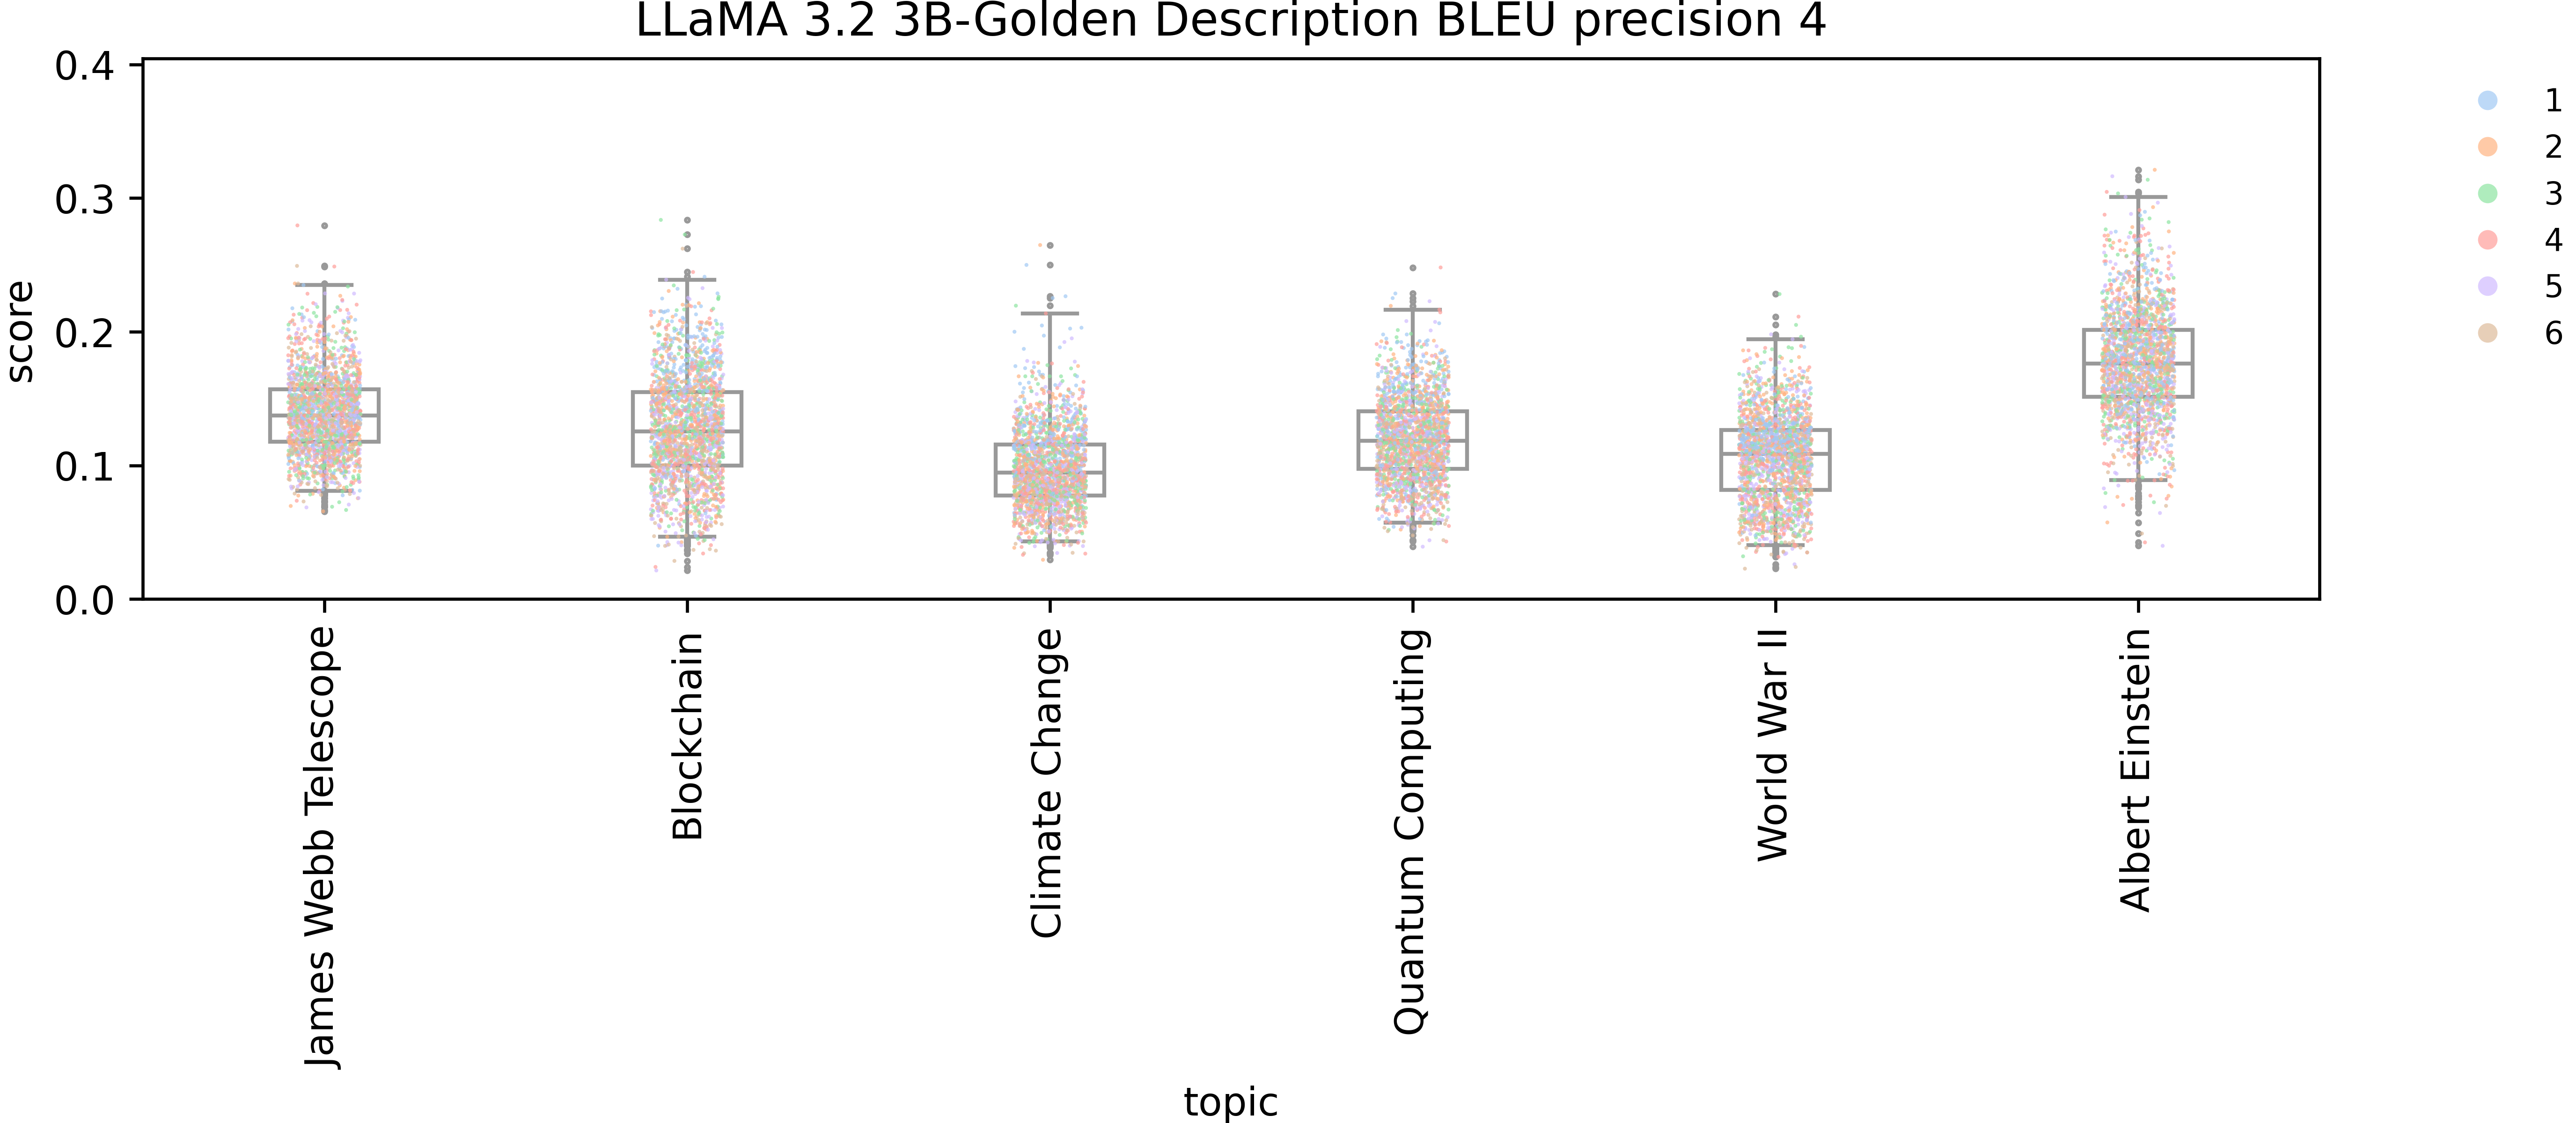 LLaMA 3.2 3B-Golden Description BLEU precision 4
score
0.4
0.3
0.2
0.1
0.0
1
2
3
4
5
6
James Webb Telescope
Blockchain
Climate Change
Quantum Computing
World War II
Albert Einstein
topic